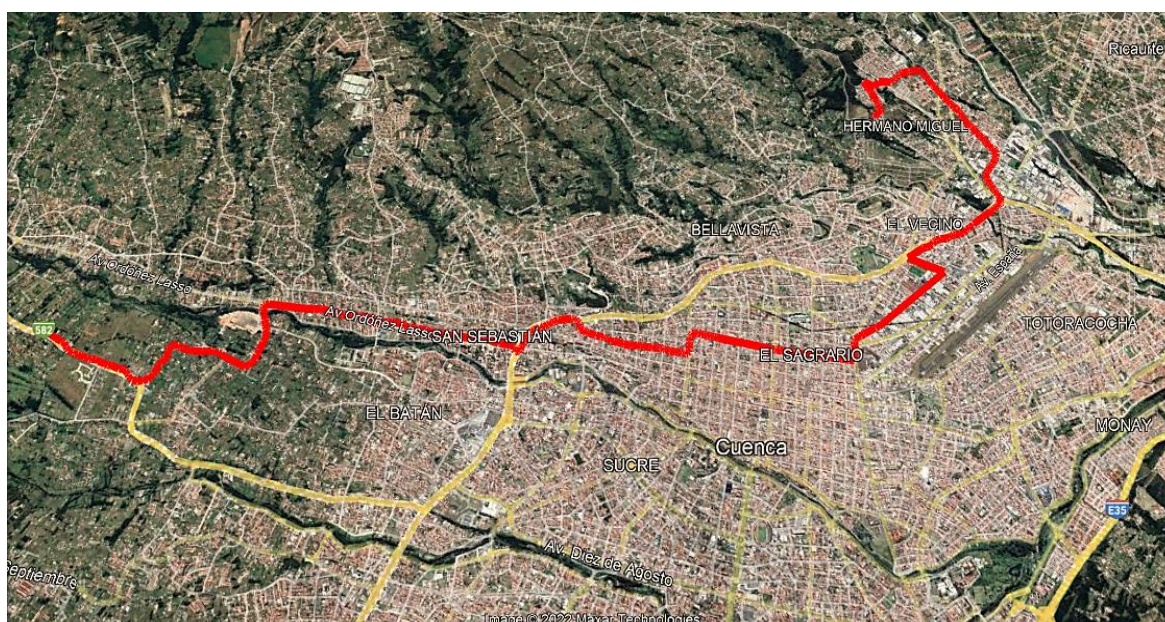 Ricaurte
HERMANO MIGUEL
BELLAVISTA
EL VECINO
Av Ordóñez Lasso
Av. España
582
Av Ordóñez Lass
SAN SEBASTIÁN
TOTORACOCHA
EL SAGRARIO
EL BATÁN
MONAY
Cuenca
SUCRE
E35
Av. Diez de Agosto
Septiembre
Image © 2022 Maxar Technologies